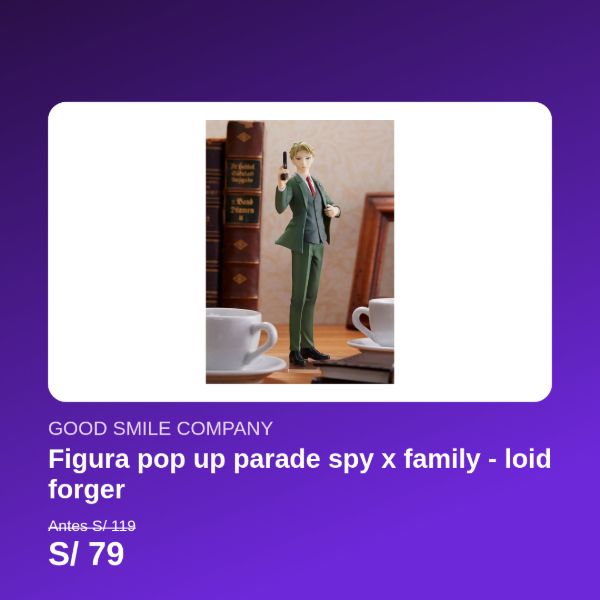 GOOD SMILE COMPANY
Figura pop up parade spy x family - loid
forger
Antes S/ 119
S/ 79